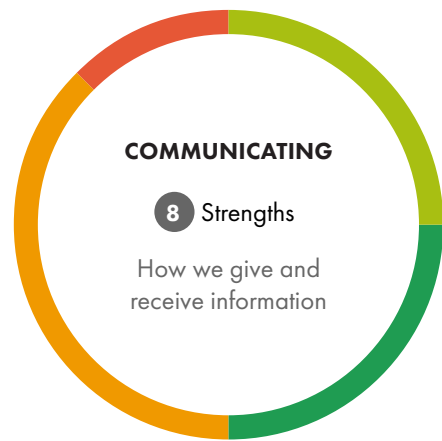 COMMUNICATING
8 Strengths
How we give and
receive information